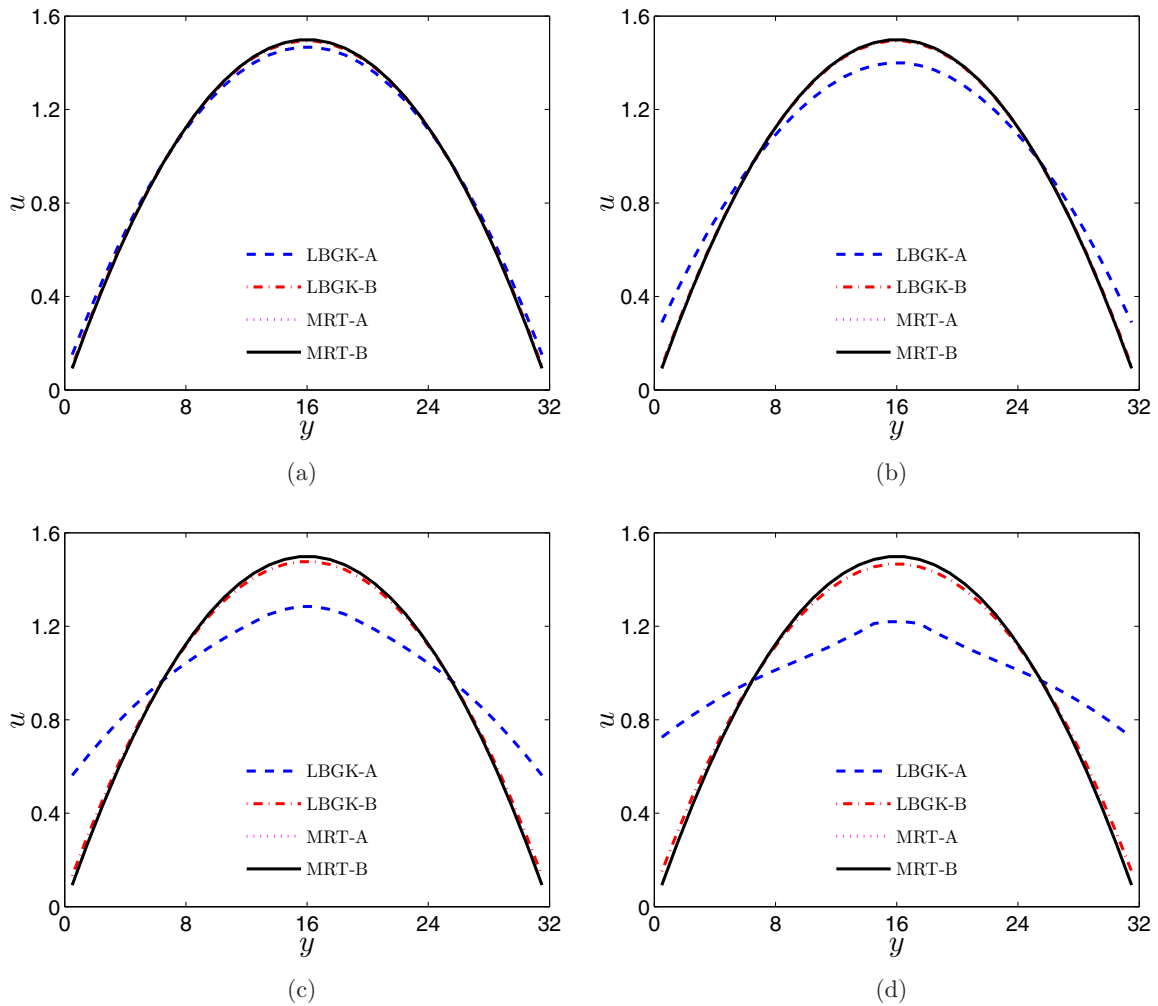 1.6
1.2
0.8
0.4
0
u
0
8
16
24
32
y
LBGK-A
LBGK-B
MRT-A
MRT-B
(a)
1.6
1.2
0.8
0.4
0
u
0
8
16
24
32
y
LBGK-A
LBGK-B
MRT-A
MRT-B
(b)
1.6
1.2
0.8
0.4
0
u
0
8
16
24
32
y
LBGK-A
LBGK-B
MRT-A
MRT-B
(c)
1.6
1.2
0.8
0.4
0
u
0
8
16
24
32
y
LBGK-A
LBGK-B
MRT-A
MRT-B
(d)